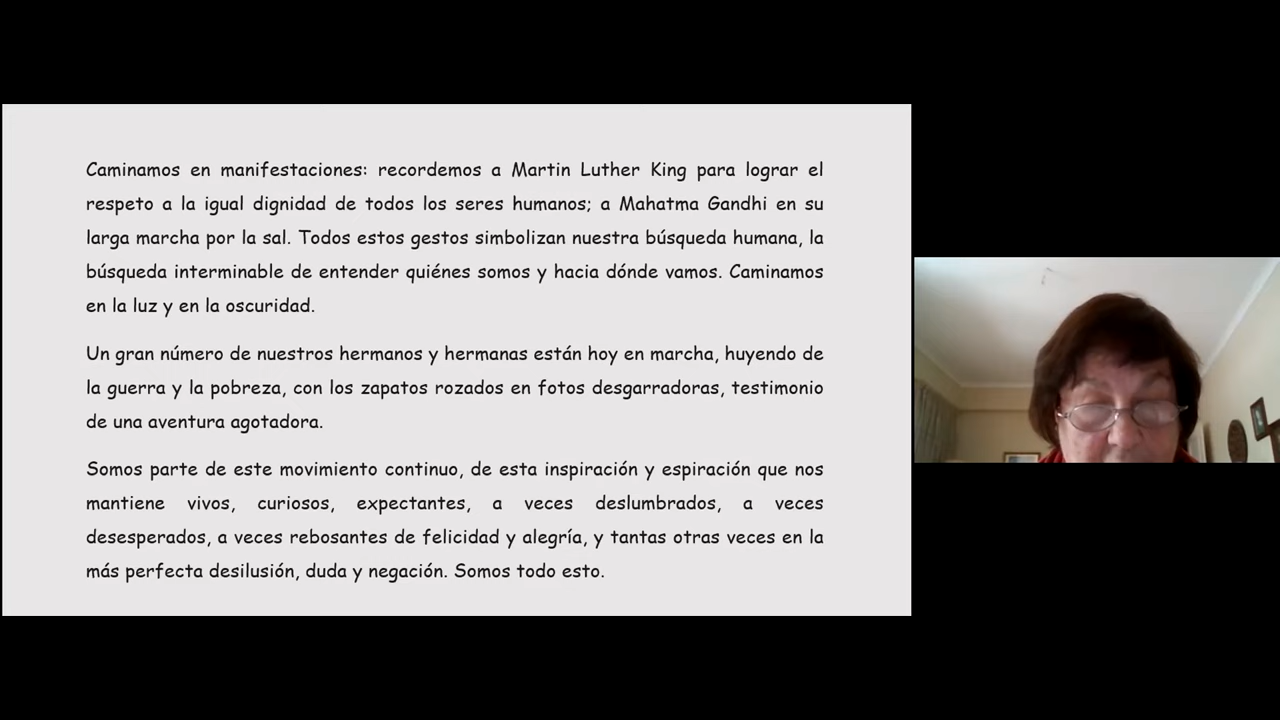 Caminamos en manifestaciones: recordemos a Martin Luther King para lograr el
respeto a la igual dignidad de todos los seres humanos; a Mahatma Gandhi en su
larga marcha por la sal. Todos estos gestos simbolizan nuestra búsqueda humana, la
búsqueda interminable de entender quiénes somos y hacia dónde vamos. Caminamos
en la luz y en la oscuridad.
Un gran número de nuestros hermanos y hermanas están hoy en marcha, huyendo de
la guerra y la pobreza, con los zapatos rozados en fotos desgarradoras, testimonio
de una aventura agotadora.
Somos parte de este movimiento continuo, de esta inspiración y espiración que nos
mantiene vivos, curiosos, expectantes, a veces deslumbrados, a veces
desesperados, a veces rebosantes de felicidad y alegría, y tantas otras veces en la
más perfecta desilusión, duda y negación. Somos todo esto.